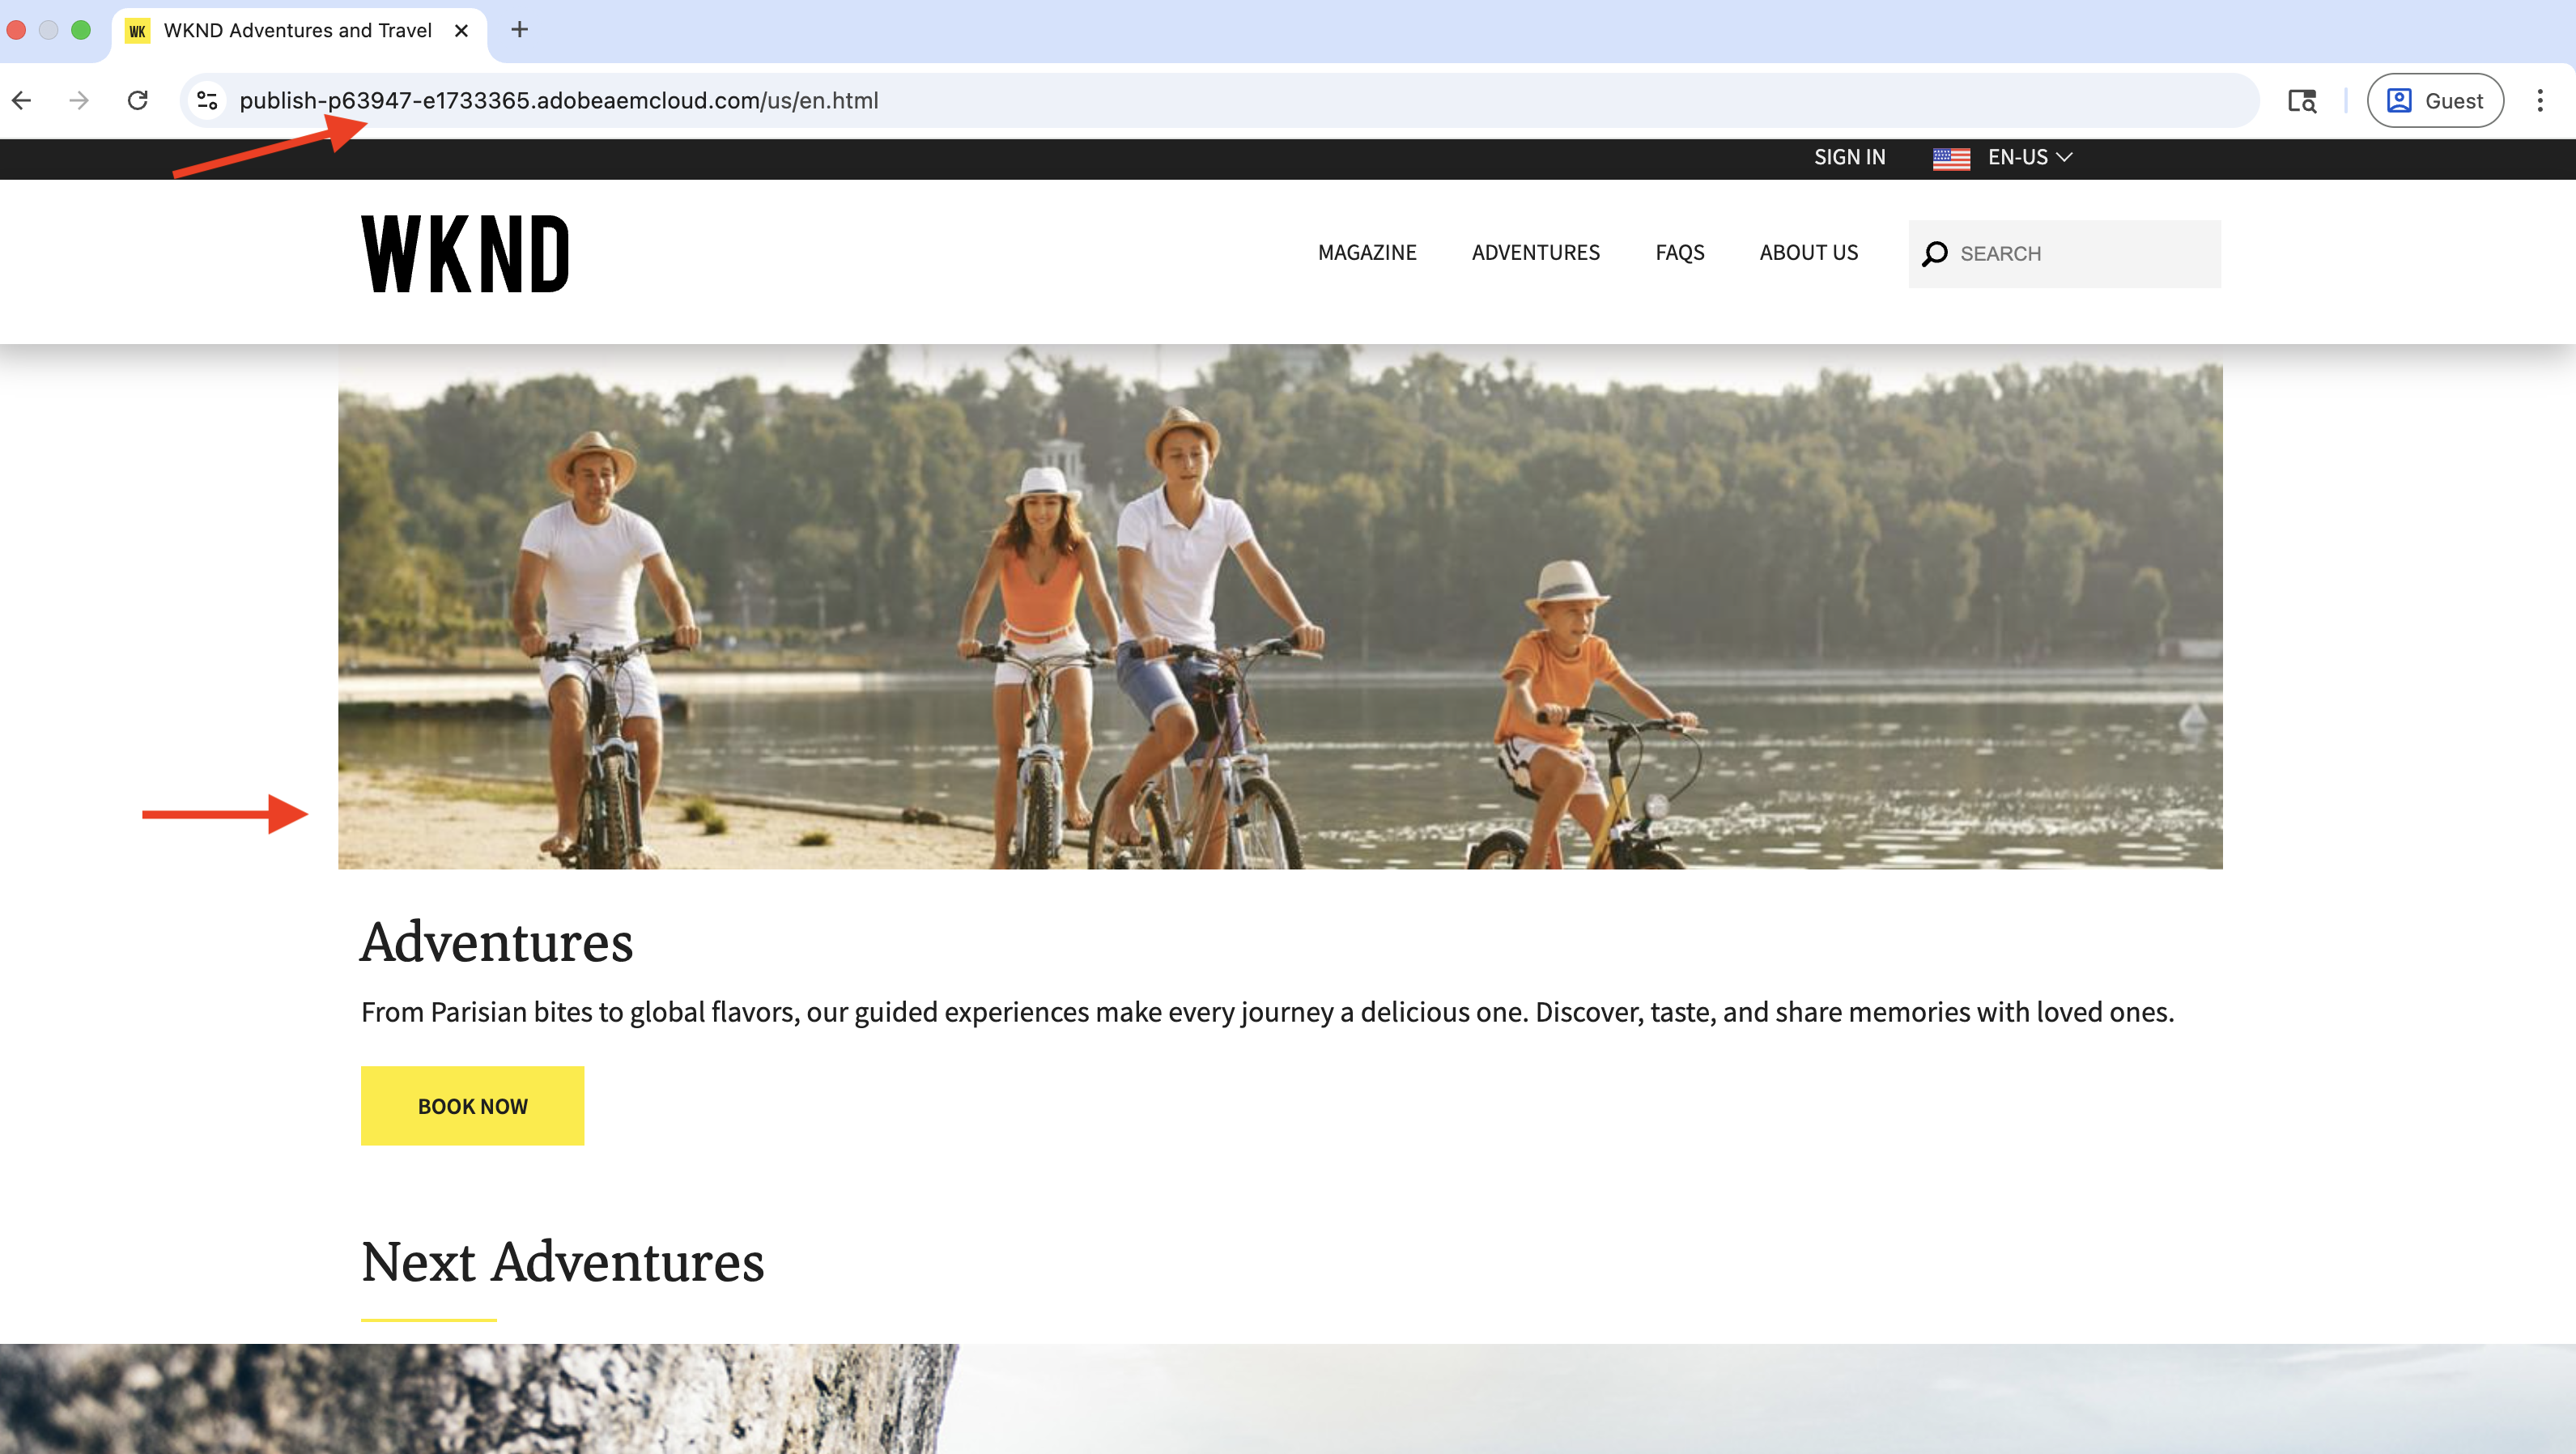 WK WKND Adventures and Travel
publish-p63947-e1733365.adobeaemcloud.com/us/en.html
Guest
SIGN IN EN-US
WKND
MAGAZINE ADVENTURES FAQS ABOUT US SEARCH
Adventures
From Parisian bites to global flavors, our guided experiences make every journey a delicious one. Discover, taste, and share memories with loved ones.
BOOK NOW
Next Adventures